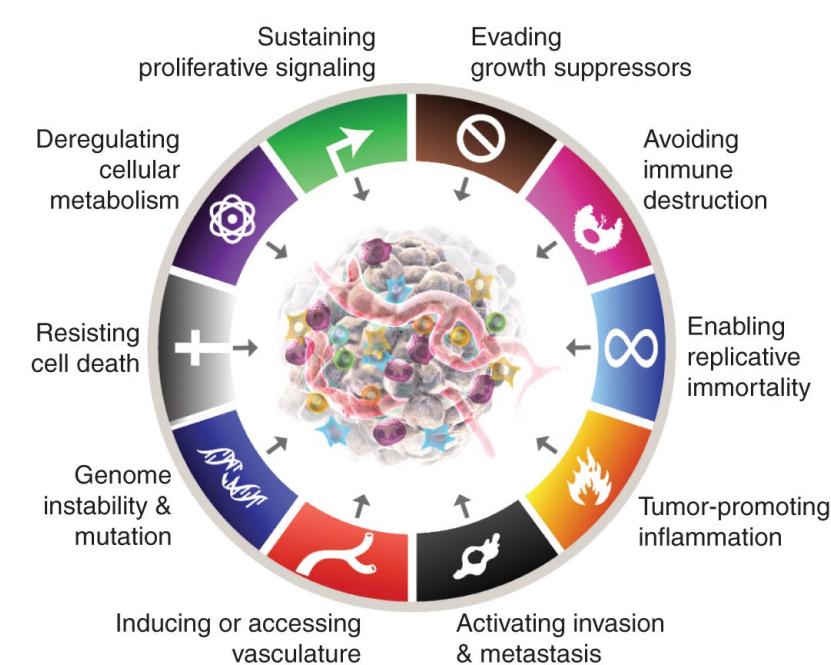 Sustaining
proliferative signaling
Evading
growth suppressors
Deregulating
cellular
metabolism
Avoiding
immune
destruction
Resisting
cell death
Enabling
replicative
immortality
Genome
instability &
mutation
Tumor-promoting
inflammation
Inducing or accessing
vasculature
Activating invasion
& metastasis